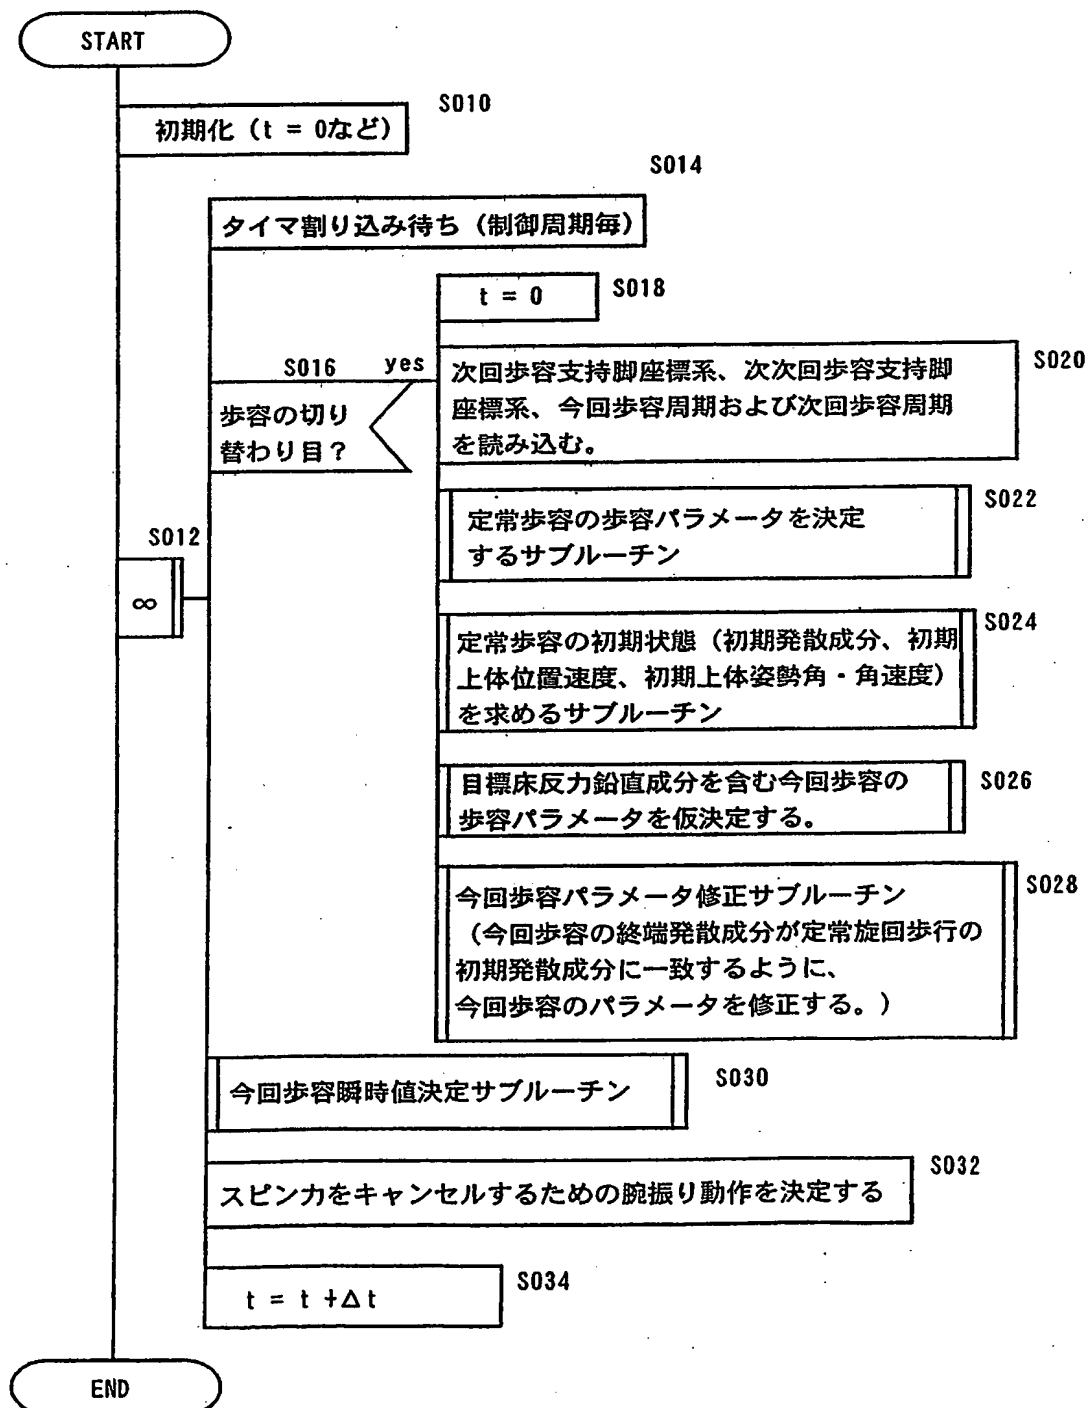 START
S010
初期化（t = 0など）
S014
タイマ割り込み待ち（制御周期毎）
t = 0
S018
S016
yes
歩容の切り
替わり目？
S020
次回歩容支持脚座標系、次次回歩容支持脚
座標系、今回歩容周期および次回歩容周期
を読み込む。
S022
定常歩容の歩容パラメータを決定
するサブルーチン
S012
∞
S024
定常歩容の初期状態（初期発散成分、初期
上体位置速度、初期上体姿勢角・角速度）
を求めるサブルーチン
S026
目標床反力鉛直成分を含む今回歩容の
歩容パラメータを仮決定する。
S028
今回歩容パラメータ修正サブルーチン
（今回歩容の終端発散成分が定常旋回歩行の
初期発散成分に一致するように、
今回歩容のパラメータを修正する。）
S030
今回歩容瞬時値決定サブルーチン
S032
スピン力をキャンセルするための腕振り動作を決定する
S034
t = t +Δt
END